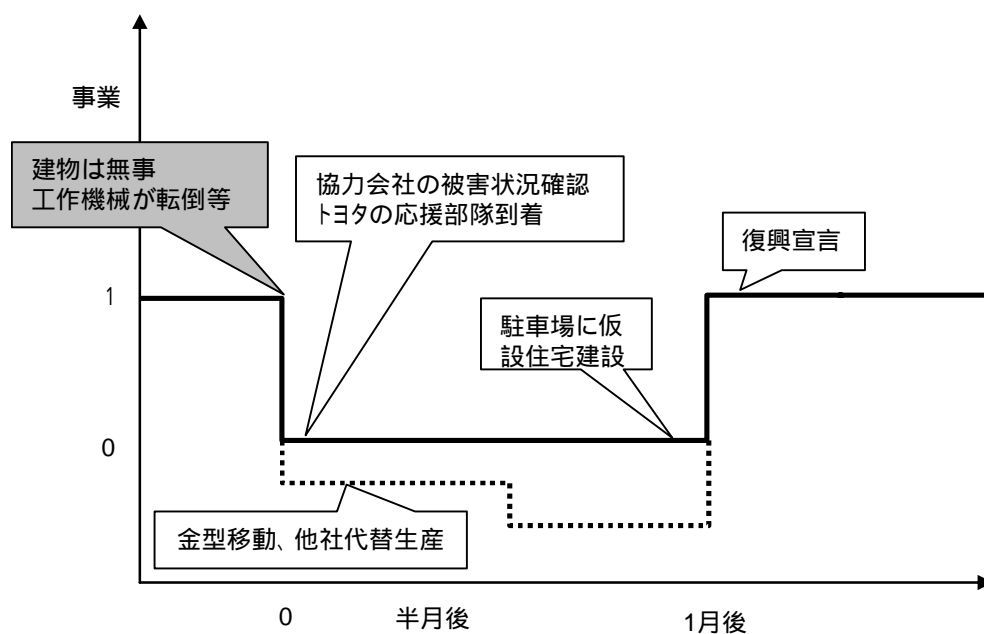 事業
建物は無事
工作機械が転倒等
協力会社の被害状況確認
トヨタの応援部隊到着
復興宣言
1
駐車場に仮
設住宅建設
0
金型移動、他社代替生産
0
半月後
1月後